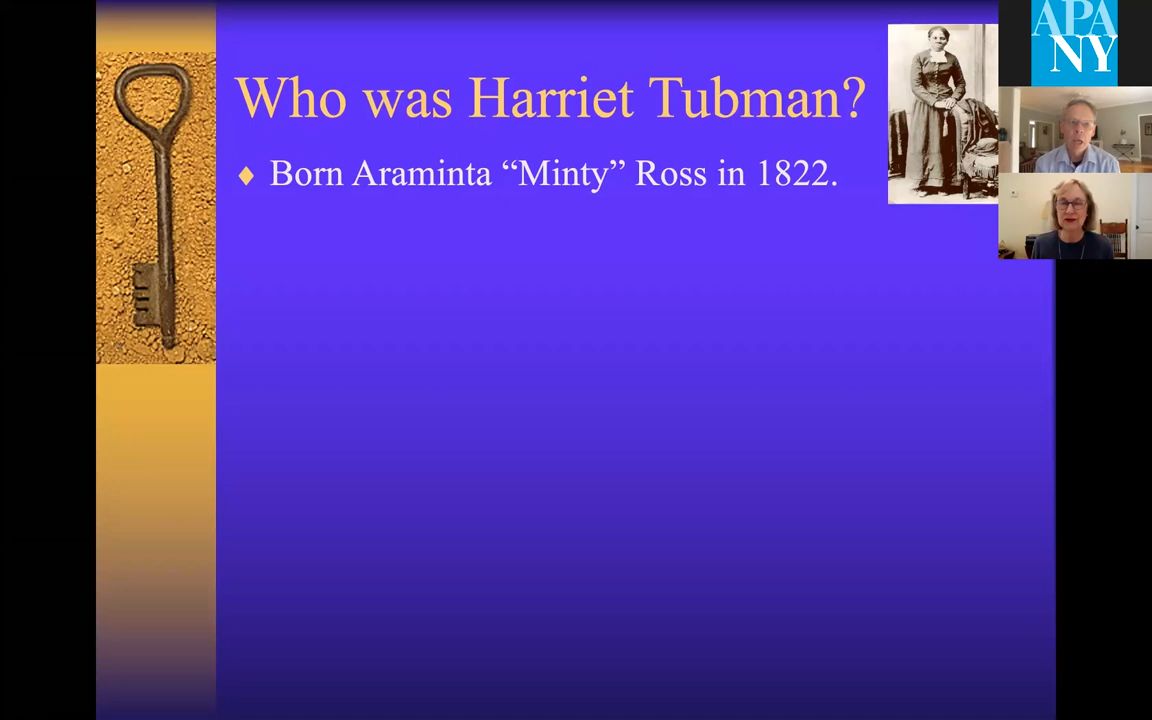 Who was Harriet Tubman?
♦ Born Araminta “Minty” Ross in 1822.
APA
NY